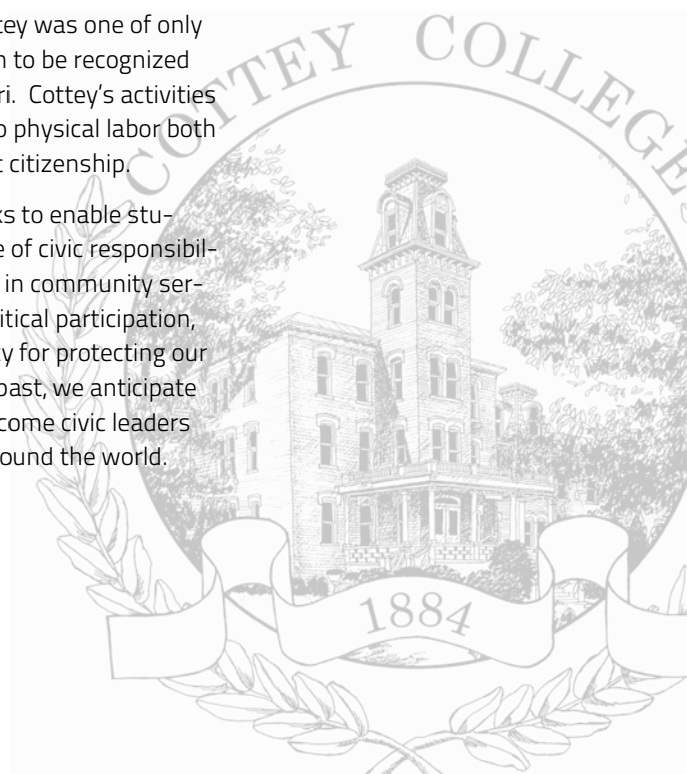 tey was one of only
n to be recognized
ri. Cottey's activities
o physical labor both
t citizenship.
ks to enable stu-
e of civic responsibil-
in community ser-
itical participation,
ty for protecting our
past, we anticipate
come civic leaders
ound the world.
COTTEY COLLEGE
1884